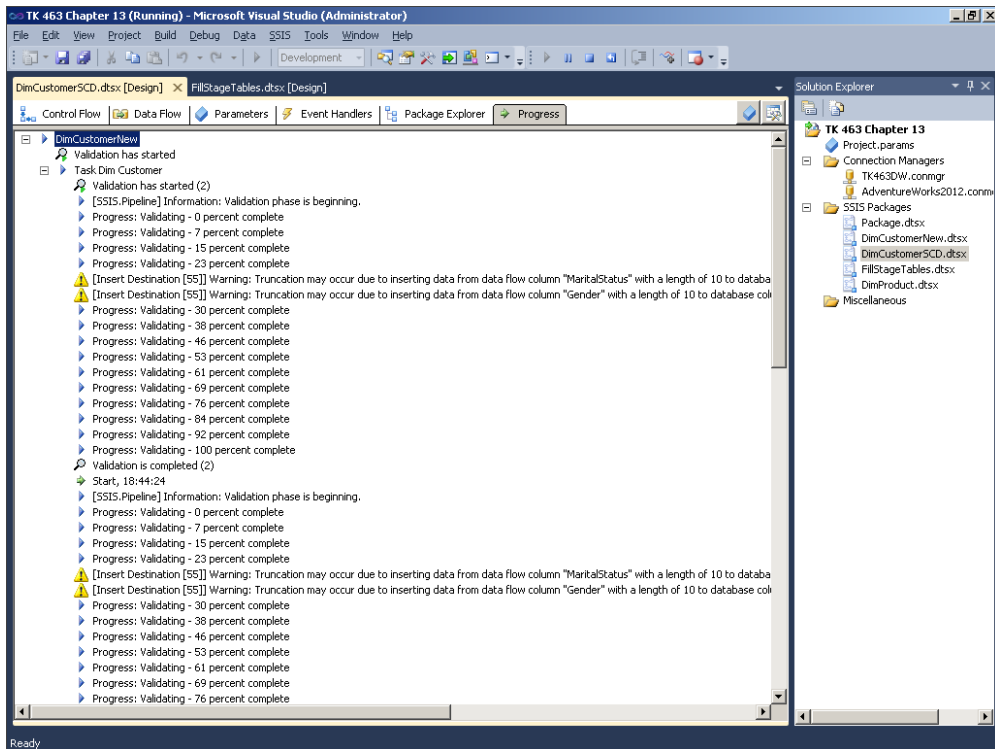 TK 463 Chapter 13 (Running) - Microsoft Visual Studio (Administrator)
File Edit View Project Build Debug Data SSIS Tools Window Help
Development
DimCustomerSCD.dtsx [Design] FillStageTables.dtsx [Design]
Control Flow Data Flow Parameters Event Handlers Package Explorer Progress
DimCustomerNew
Validation has started
Task Dim Customer
Validation has started (2)
[SSIS.Pipeline] Information: Validation phase is beginning.
Progress: Validating - 0 percent complete
Progress: Validating - 7 percent complete
Progress: Validating - 15 percent complete
Progress: Validating - 23 percent complete
[Insert Destination [55]] Warning: Truncation may occur due to inserting data from data flow column "MaritalStatus" with a length of 10 to databa
[Insert Destination [55]] Warning: Truncation may occur due to inserting data from data flow column "Gender" with a length of 10 to database col
Progress: Validating - 30 percent complete
Progress: Validating - 38 percent complete
Progress: Validating - 46 percent complete
Progress: Validating - 53 percent complete
Progress: Validating - 61 percent complete
Progress: Validating - 69 percent complete
Progress: Validating - 76 percent complete
Progress: Validating - 84 percent complete
Progress: Validating - 92 percent complete
Progress: Validating - 100 percent complete
Validation is completed (2)
Start, 18:44:24
[SSIS.Pipeline] Information: Validation phase is beginning.
Progress: Validating - 0 percent complete
Progress: Validating - 7 percent complete
Progress: Validating - 15 percent complete
Progress: Validating - 23 percent complete
[Insert Destination [55]] Warning: Truncation may occur due to inserting data from data flow column "MaritalStatus" with a length of 10 to databa
[Insert Destination [55]] Warning: Truncation may occur due to inserting data from data flow column "Gender" with a length of 10 to database col
Progress: Validating - 30 percent complete
Progress: Validating - 38 percent complete
Progress: Validating - 46 percent complete
Progress: Validating - 53 percent complete
Progress: Validating - 61 percent complete
Progress: Validating - 69 percent complete
Progress: Validating - 76 percent complete
Solution Explorer
TK 463 Chapter 13
Project.params
Connection Managers
TK463DW.conmgr
AdventureWorks2012.conm
SSIS Packages
Package.dtsx
DimCustomerNew.dtsx
DimCustomerSCD.dtsx
FillStageTables.dtsx
DimProduct.dtsx
Miscellaneous
Ready